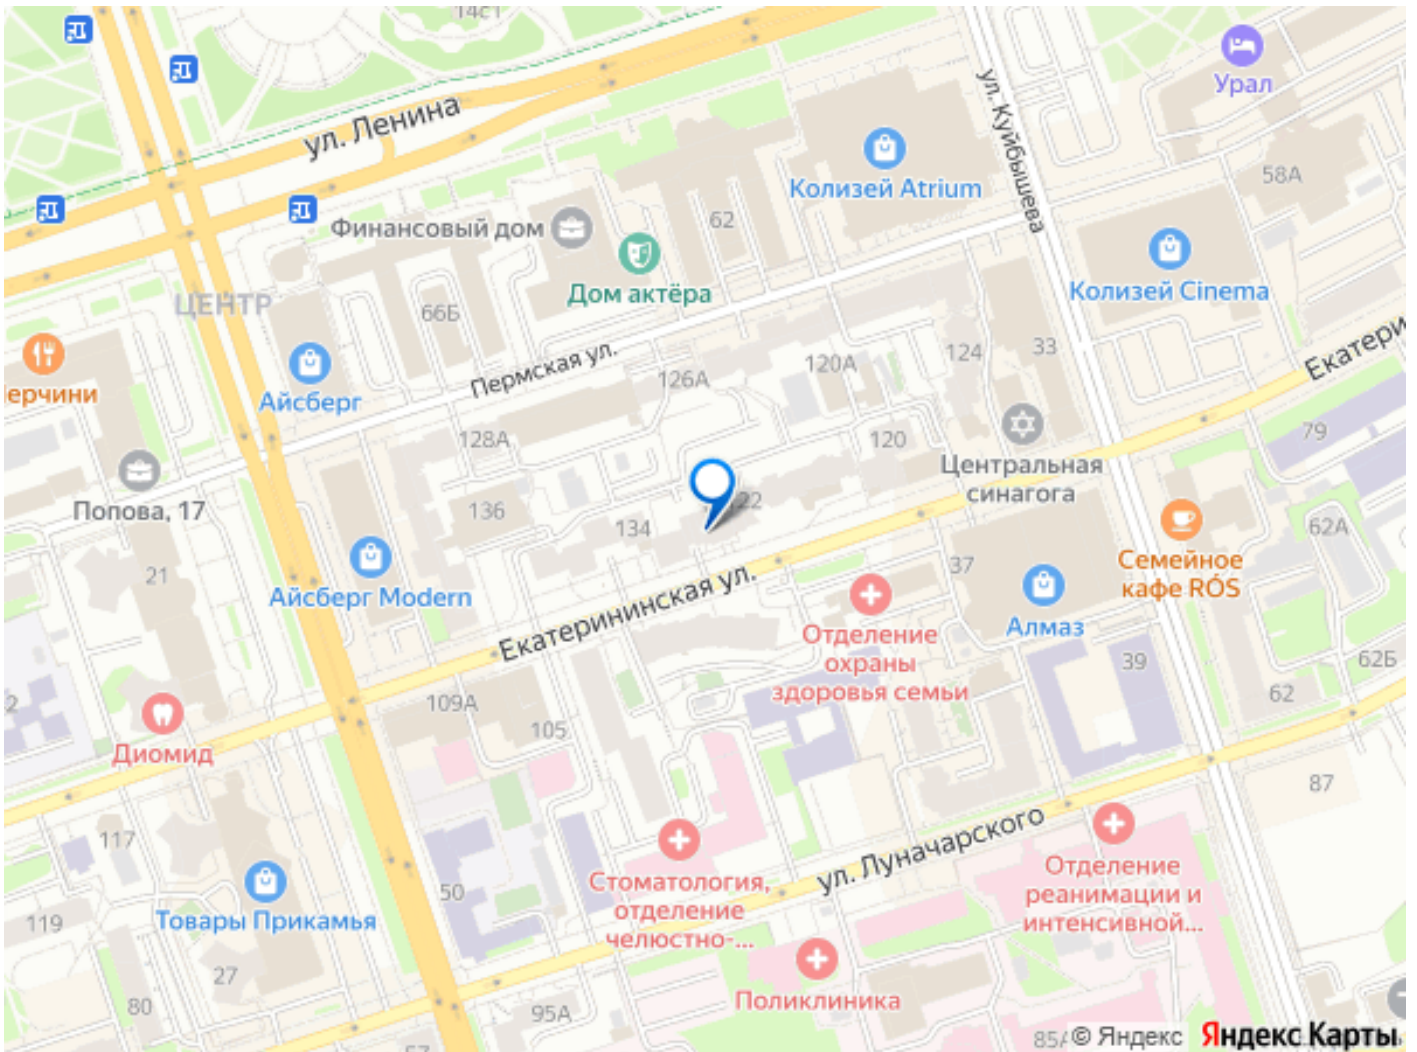 14с1
ул. Ленина
ул. Куйбышева
Урал
Колизей Atrium
58А
62
Финансовый дом
Дом актёра
Колизей Cinema
ЦЕНТР
66Б
Айсберг
Пермская ул.
126А
120А
124
33
Екатери
ерчини
128А
120
79
Центральная
синагога
Попова, 17
136
134
22
62А
21
Айсберг Modern
Екатерининская ул.
37
Семейное
кафе RÓS
Алмаз
Отделение
охраны
здоровья семьи
39
62Б
62
2
109А
105
Диомид
87
117
ул. Луначарского
50
Стоматология,
отделение
челюстно-...
Отделение
реанимации и
интенсивной...
Товары Прикамья
119
27
80
Поликлиника
95А
57
85А
© Яндекс
Яндекс Карты